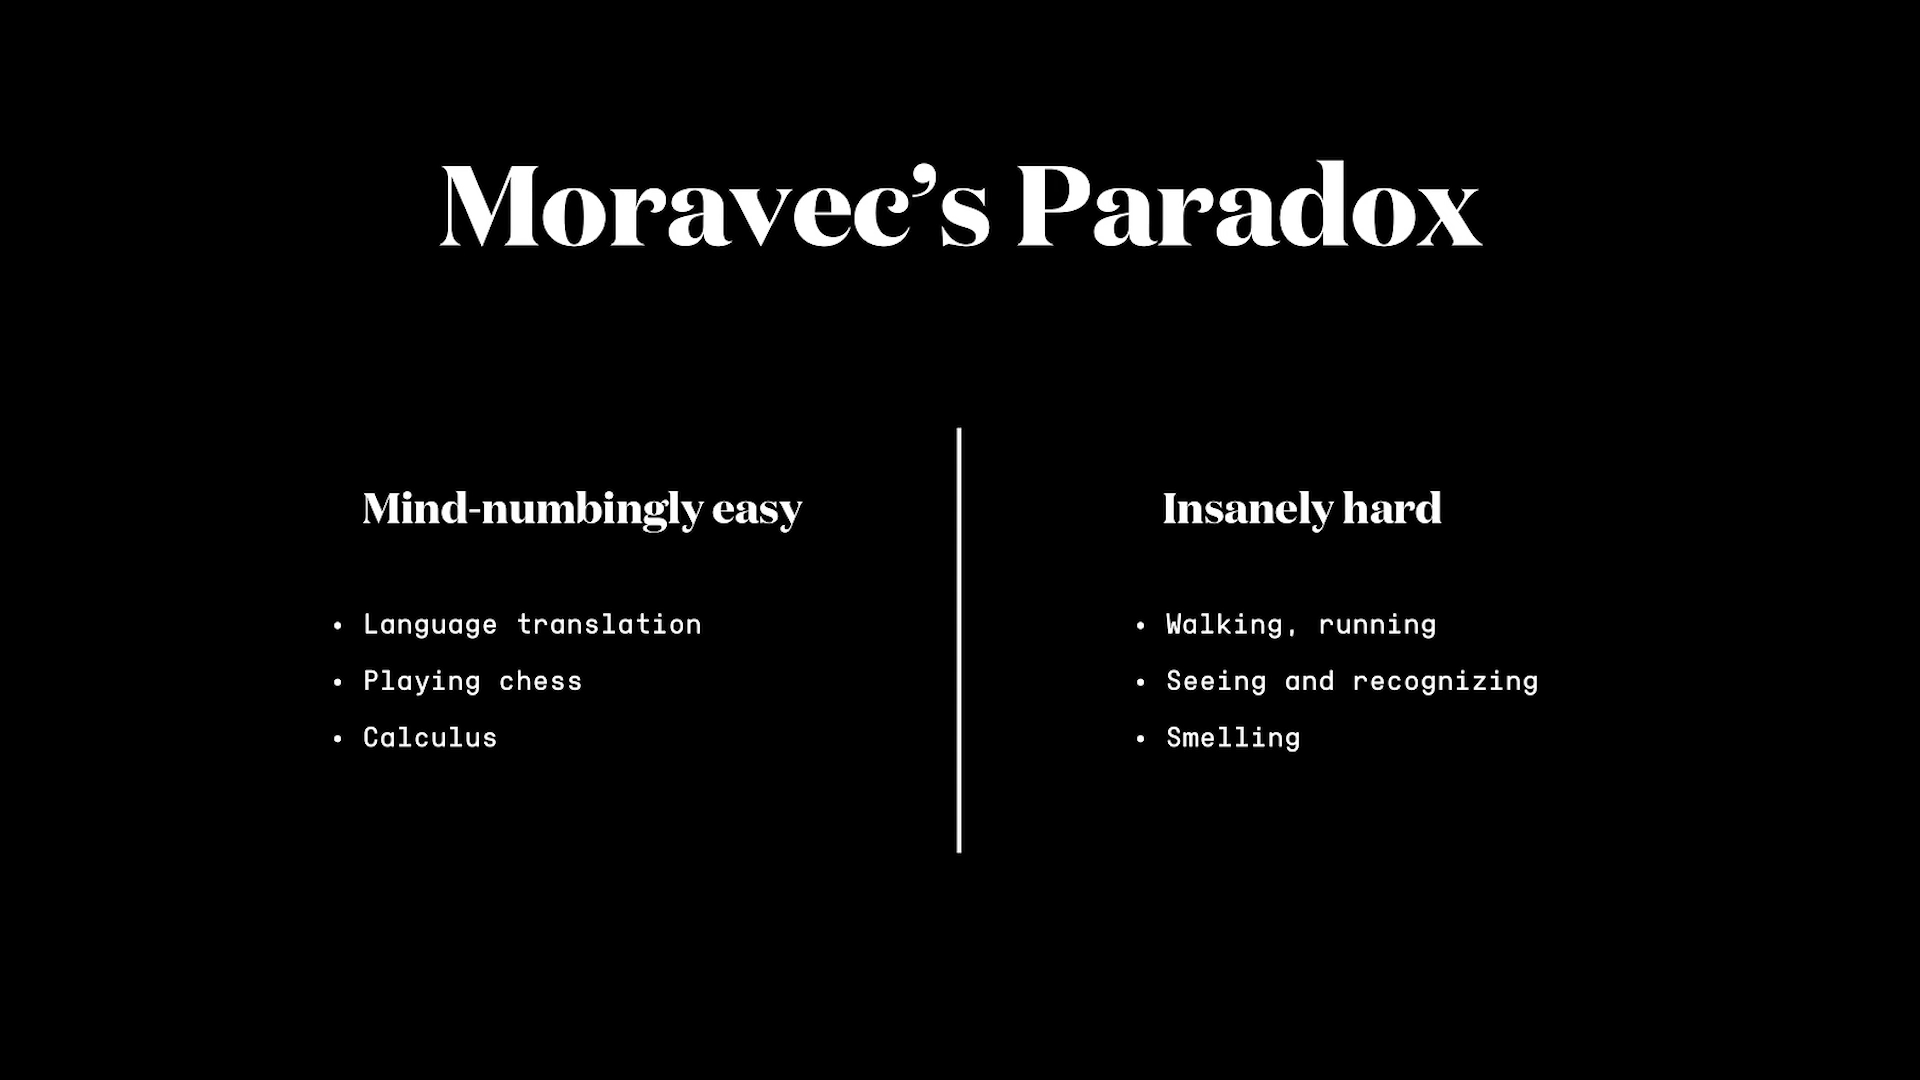 Moravec’s Paradox
Mind-numbingly easy
• Language translation
• Playing chess
• Calculus
Insanely hard
• Walking, running
• Seeing and recognizing
• Smelling